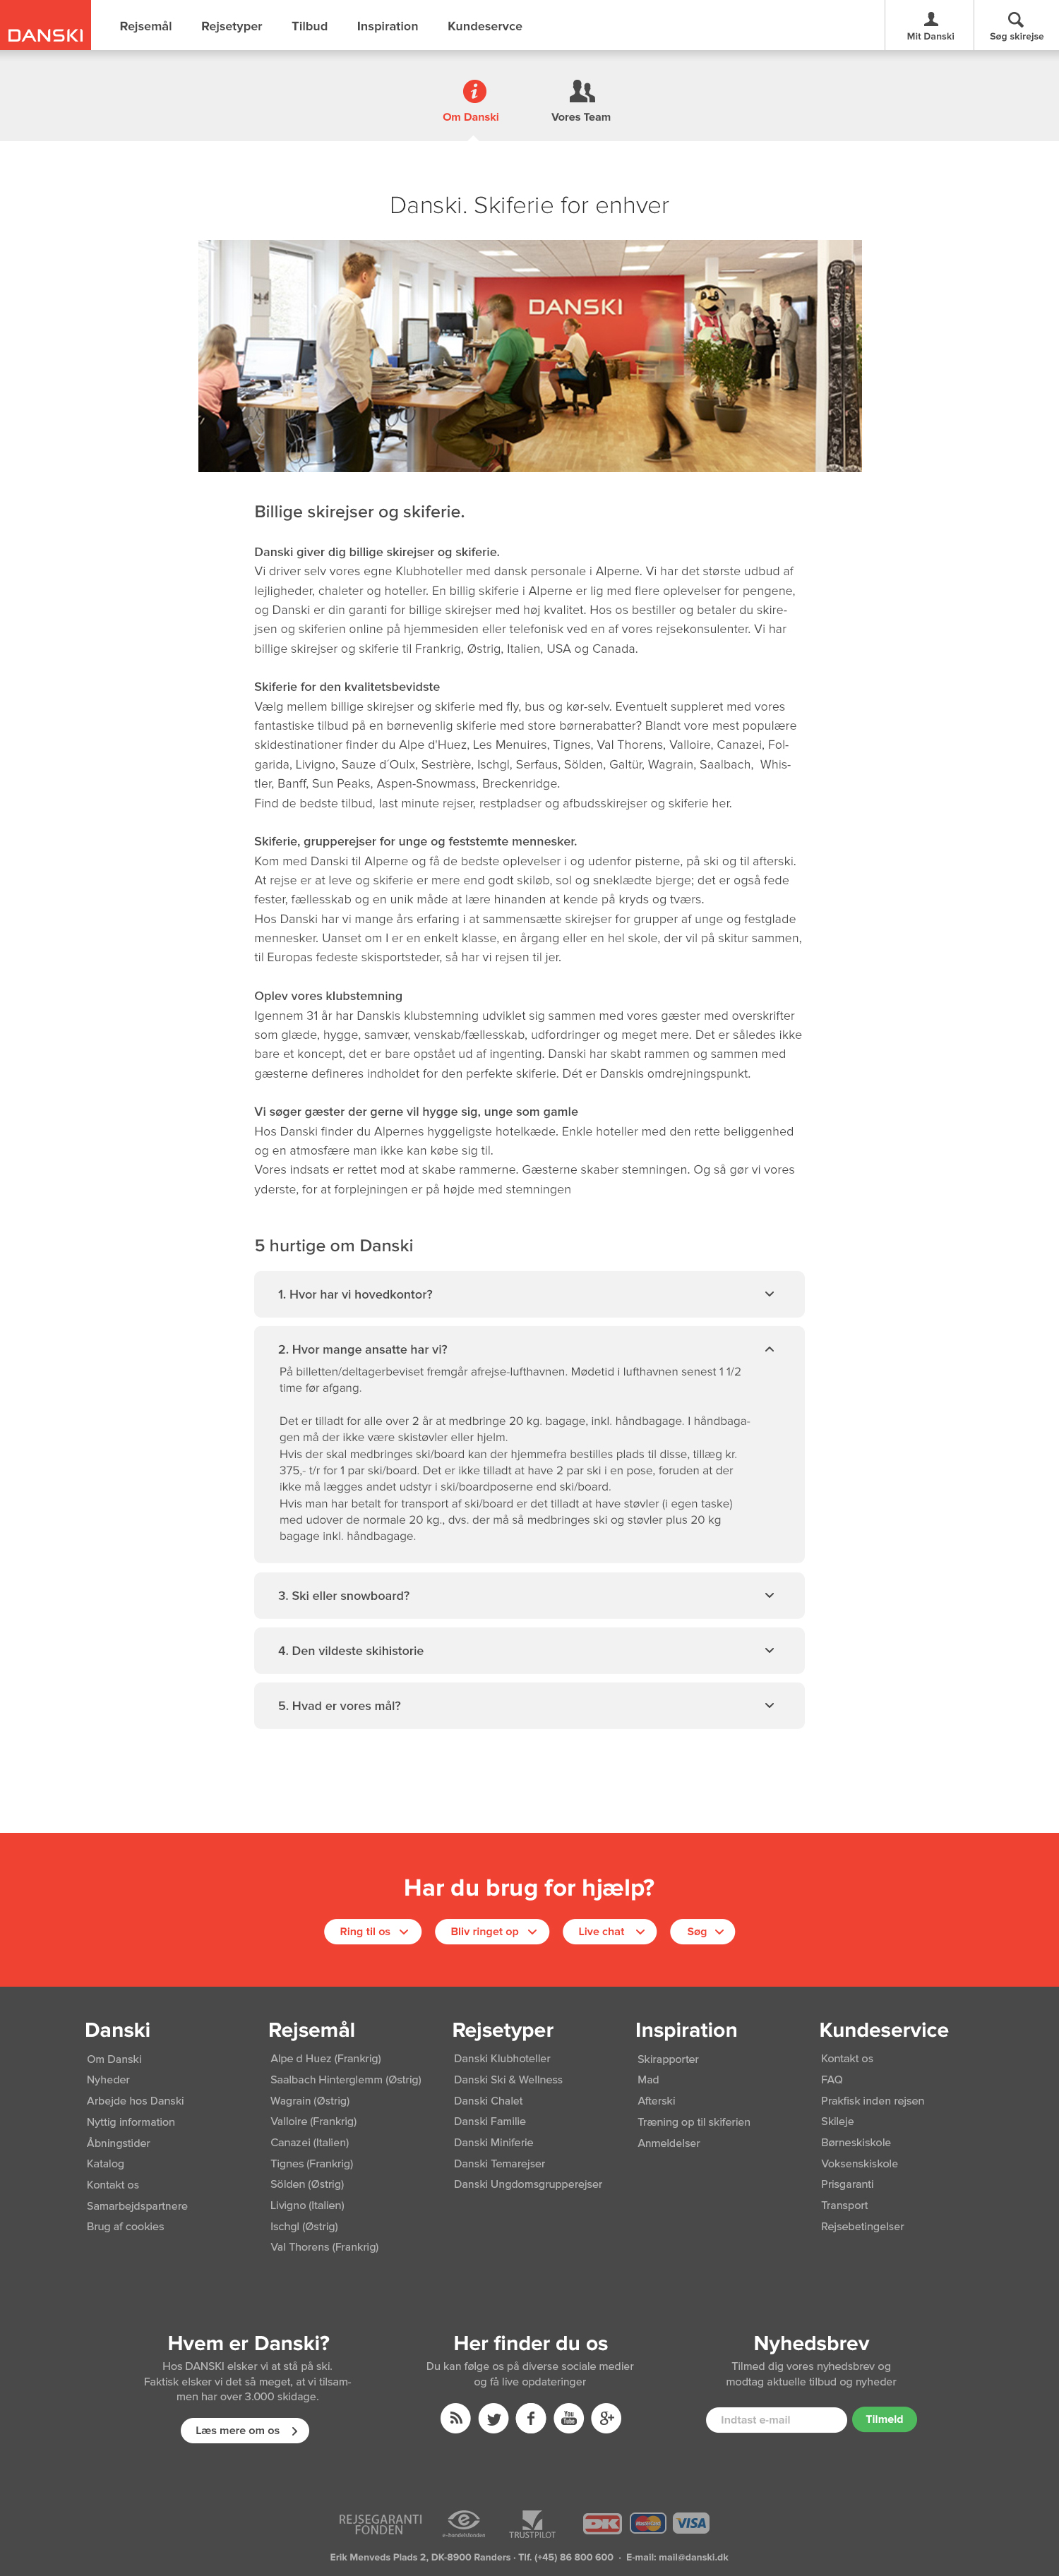 DANSKI
Rejsemål
Rejsetyper
Tilbud
Inspiration
Kundeservce
Mit Danski
Søg skirejse
Om Danski
Vores Team
Danski. Skiferie for enhver
DANSKI
Billige skirejser og skiferie.
Danski giver dig billige skirejser og skiferie.
Vi driver selv vores egne Klubhoteller med dansk personale i Alperne. Vi har det største udbud af
lejligheder, chaleter og hoteller. En billig skiferie i Alperne er lig med flere oplevelser for pengene,
og Danski er din garanti for billige skirejser med høj kvalitet. Hos os bestiller og betaler du skire-
jsen og skiferien online på hjemmesiden eller telefonisk ved en af vores rejsekonsulenter. Vi har
billige skirejser og skiferie til Frankrig, Østrig, Italien, USA og Canada.
Skiferie for den kvalitetsbevidste
Vælg mellem billige skirejser og skiferie med fly, bus og kør-selv. Eventuelt suppleret med vores
fantastiske tilbud på en børnevenlig skiferie med store børnerabatter? Blandt vore mest populære
skidestinationer finder du Alpe d'Huez, Les Menuires, Tignes, Val Thorens, Valloire, Canazei, Fol-
garida, Livigno, Sauze d´Oulx, Sestrière, Ischgl, Serfaus, Sölden, Galtür, Wagrain, Saalbach,  Whis-
tler, Banff, Sun Peaks, Aspen-Snowmass, Breckenridge.
Find de bedste tilbud, last minute rejser, restpladser og afbudsskirejser og skiferie her.
Skiferie, grupperejser for unge og feststemte mennesker.
Kom med Danski til Alperne og få de bedste oplevelser i og udenfor pisterne, på ski og til afterski.
At rejse er at leve og skiferie er mere end godt skiløb, sol og sneklædte bjerge; det er også fede
fester, fællesskab og en unik måde at lære hinanden at kende på kryds og tværs.
Hos Danski har vi mange års erfaring i at sammensætte skirejser for grupper af unge og festglade
mennesker. Uanset om I er en enkelt klasse, en årgang eller en hel skole, der vil på skitur sammen,
til Europas fedeste skisportsteder, så har vi rejsen til jer.
Oplev vores klubstemning
Igennem 31 år har Danskis klubstemning udviklet sig sammen med vores gæster med overskrifter
som glæde, hygge, samvær, venskab/fællesskab, udfordringer og meget mere. Det er således ikke
bare et koncept, det er bare opstået ud af ingenting. Danski har skabt rammen og sammen med
gæsterne defineres indholdet for den perfekte skiferie. Dét er Danskis omdrejningspunkt.
Vi søger gæster der gerne vil hygge sig, unge som gamle
Hos Danski finder du Alpernes hyggeligste hotelkæde. Enkle hoteller med den rette beliggenhed
og en atmosfære man ikke kan købe sig til.
Vores indsats er rettet mod at skabe rammerne. Gæsterne skaber stemningen. Og så gør vi vores
yderste, for at forplejningen er på højde med stemningen
5 hurtige om Danski
1. Hvor har vi hovedkontor?
2. Hvor mange ansatte har vi?
På billetten/deltagerbeviset fremgår afrejse-lufthavnen. Mødetid i lufthavnen senest 1 1/2
time før afgang.
Det er tilladt for alle over 2 år at medbringe 20 kg. bagage, inkl. håndbagage. I håndbaga-
gen må der ikke være skistøvler eller hjelm.
Hvis der skal medbringes ski/board kan der hjemmefra bestilles plads til disse, tillæg kr.
375,- t/r for 1 par ski/board. Det er ikke tilladt at have 2 par ski i en pose, foruden at der
ikke må lægges andet udstyr i ski/boardposerne end ski/board.
Hvis man har betalt for transport af ski/board er det tilladt at have støvler (i egen taske)
med udover de normale 20 kg., dvs. der må så medbringes ski og støvler plus 20 kg
bagage inkl. håndbagage.
3. Ski eller snowboard?
4. Den vildeste skihistorie
5. Hvad er vores mål?
Har du brug for hjælp?
Ring til os
Bliv ringet op
Live chat
Søg
Danski
Om Danski
Nyheder
Arbejde hos Danski
Nyttig information
Åbningstider
Katalog
Kontakt os
Samarbejdspartnere
Brug af cookies
Rejsemål
Alpe d Huez (Frankrig)
Saalbach Hinterglemm (Østrig)
Wagrain (Østrig)
Valloire (Frankrig)
Canazei (Italien)
Tignes (Frankrig)
Sölden (Østrig)
Livigno (Italien)
Ischgl (Østrig)
Val Thorens (Frankrig)
Rejsetyper
Danski Klubhoteller
Danski Ski & Wellness
Danski Chalet
Danski Familie
Danski Miniferie
Danski Temarejser
Danski Ungdomsgrupperejser
Inspiration
Skirapporter
Mad
Afterski
Træning op til skiferien
Anmeldelser
Kundeservice
Kontakt os
FAQ
Prakfisk inden rejsen
Skileje
Børneskiskole
Voksenskiskole
Prisgaranti
Transport
Rejsebetingelser
Hvem er Danski?
Hos DANSKI elsker vi at stå på ski.
Faktisk elsker vi det så meget, at vi tilsam-
men har over 3.000 skidage.
Læs mere om os
Her finder du os
Du kan følge os på diverse sociale medier
og få live opdateringer
You
Tube
Nyhedsbrev
Tilmed dig vores nyhedsbrev og
modtag aktuelle tilbud og nyheder
Indtast e-mail
Tilmeld
REJSEGARANTI
FONDEN
e-handelsfonden
TRUSTPILOT
DK
MasterCard
VISA
Erik Menveds Plads 2, DK-8900 Randers · Tlf. (+45) 86 800 600  ·  E-mail: mail@danski.dk